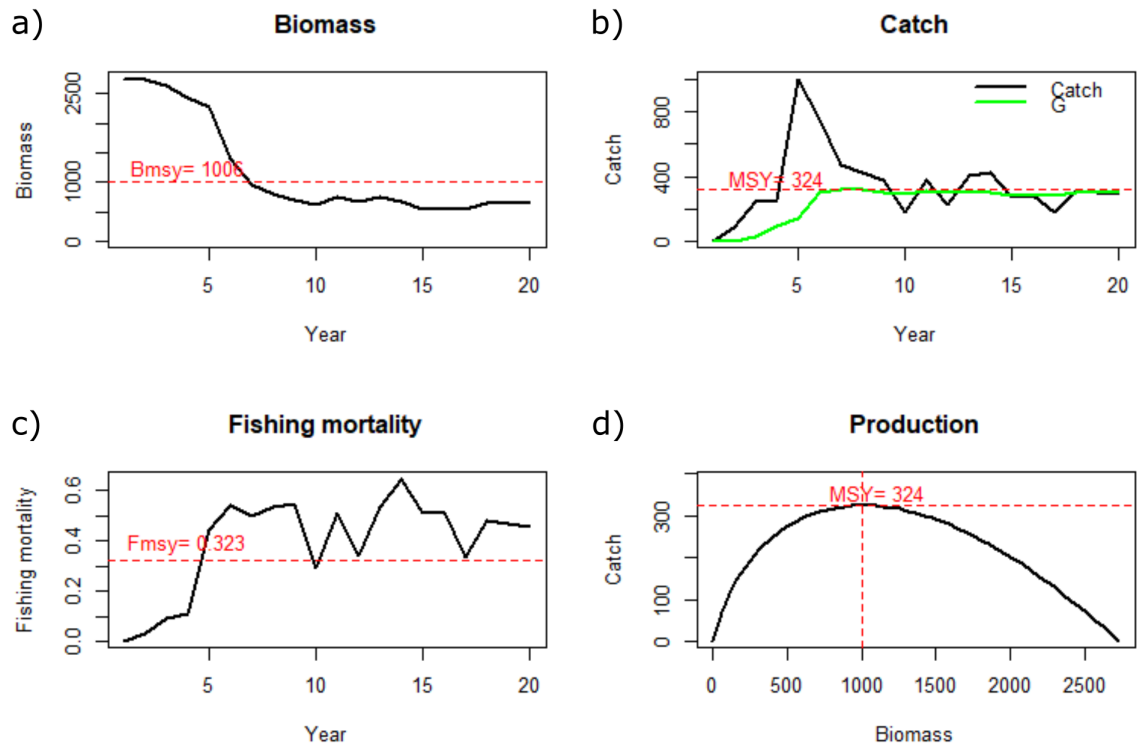 a)
Biomass
Biomass
2500
1000
0
Bmsy= 1006
5
10
15
20
Year
b)
Catch
Catch
800
400
0
MSY= 324
Catch
G
5
10
15
20
Year
c)
Fishing mortality
Fishing mortality
0.6
0.4
0.2
0.0
Fmsy= 0.323
5
10
15
20
Year
d)
Production
Catch
300
100
0
MSY= 324
0
500
1000
1500
2000
2500
Biomass